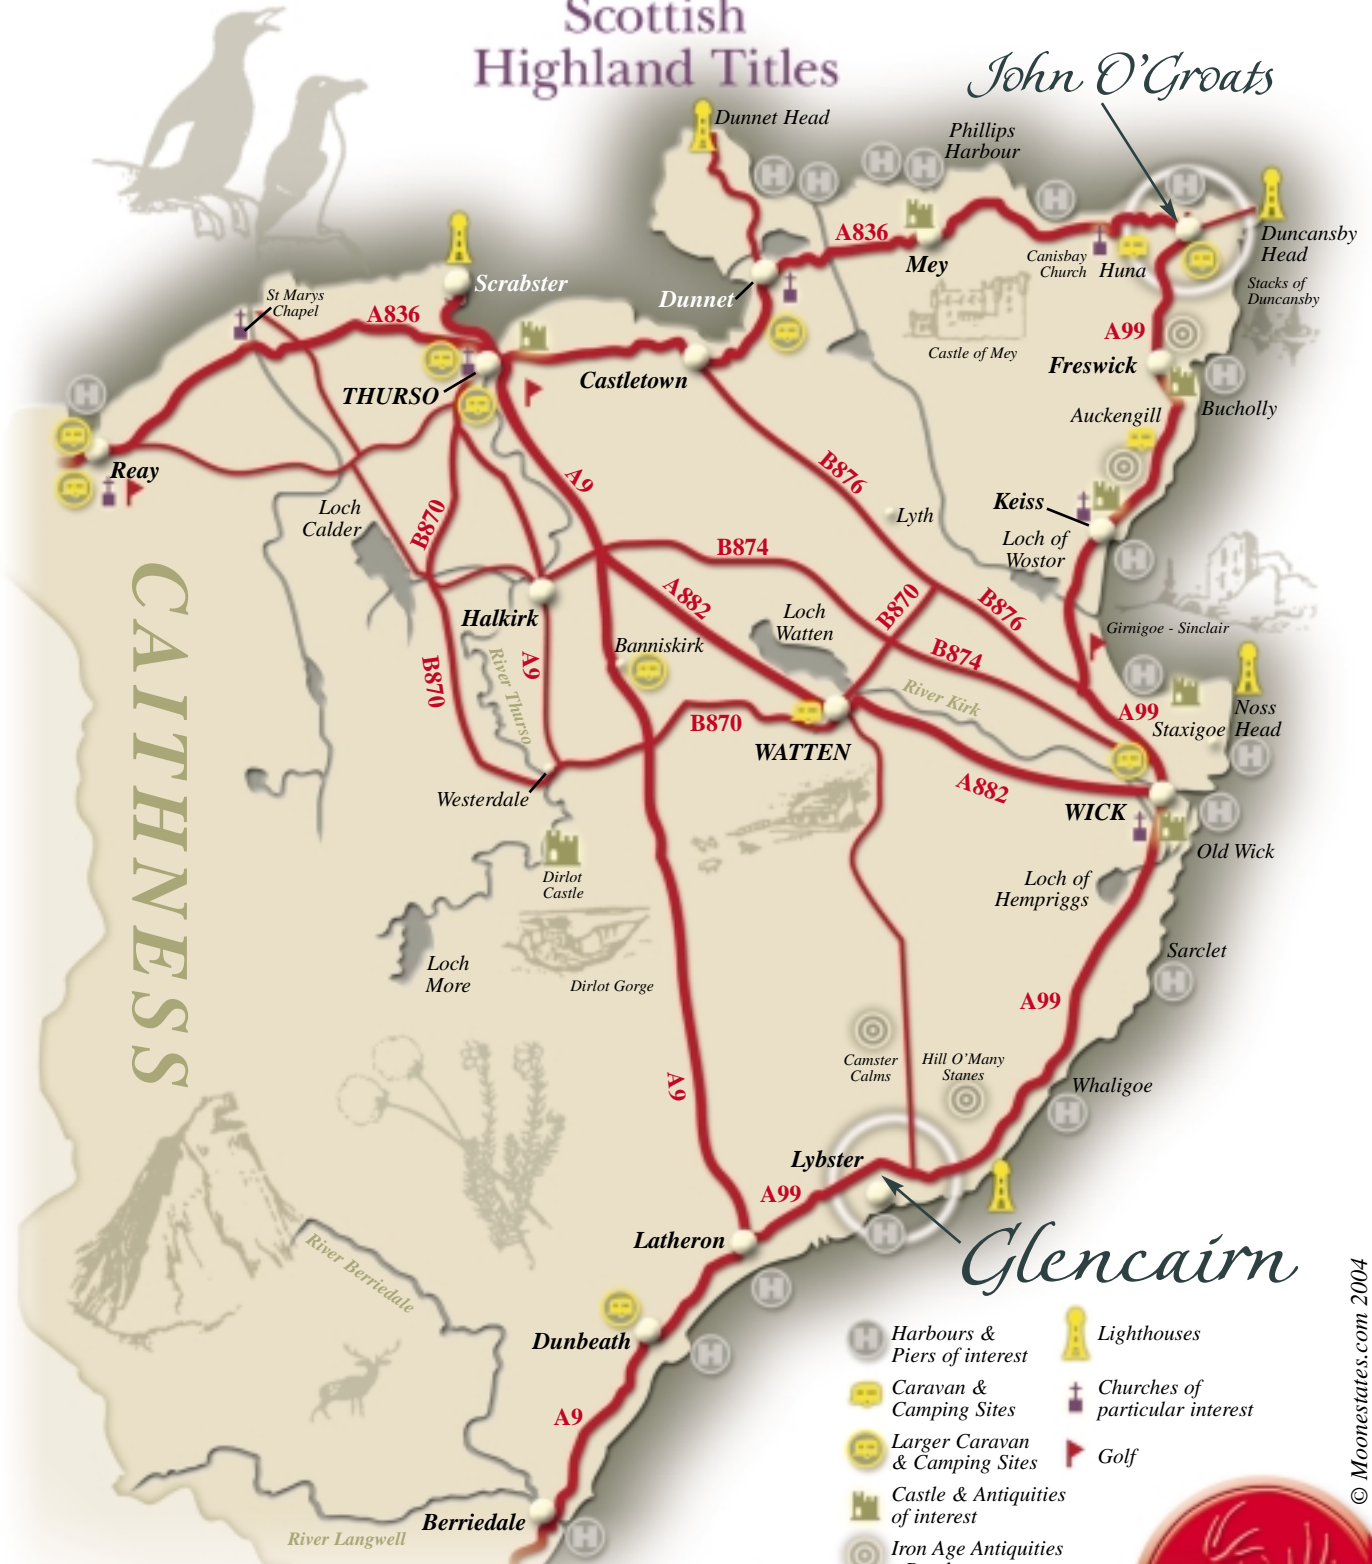 Scottish
Highland Titles
John O'Groats
Dunnet Head
Phillips
Harbour
A836
Mey
Canisbay
Church
Huna
Duncansby
Head
Stacks of
Duncansby
Scrabster
Dunnet
St Marys
Chapel
A836
A99
Castle of Mey
Freswick
THURSO
Castletown
Auckengill
Bucholly
Reay
A9
B876
Keiss
Loch
Calder
B870
Lyth
Loch of
Wostor
B874
A882
Loch
Watten
B870
B876
Halkirk
Girnigoe - Sinclair
Banniskirk
B874
B870
A9
River Thurso
River Kirk
B870
A99
Noss
Head
Staxigoe
WATTEN
CAITHNESS
Westerdale
A882
WICK
Old Wick
Dirlot
Castle
Loch of
Hempriggs
Sarclet
Loch
More
Dirlot Gorge
A99
Camster
Calms
Hill O'Many
Stanes
A9
Whaligoe
Lybster
A99
Latheron
Glencairn
River Berriedale
Dunbeath
A9
Berriedale
River Langwell
H Harbours &
Piers of interest
Lighthouses
Caravan &
Camping Sites
Churches of
particular interest
Larger Caravan
& Camping Sites
Golf
Castle & Antiquities
of interest
Iron Age Antiquities
© Moonestates.com 2004